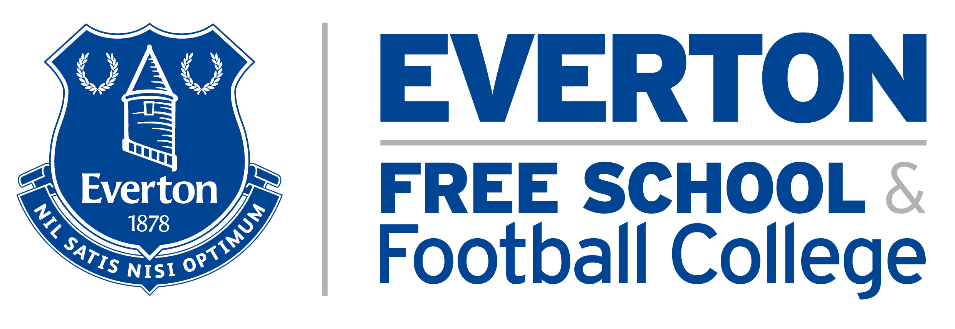 Everton
1878
NIL SATIS NISI OPTIMUM
EVERTON
FREE SCHOOL &
Football College